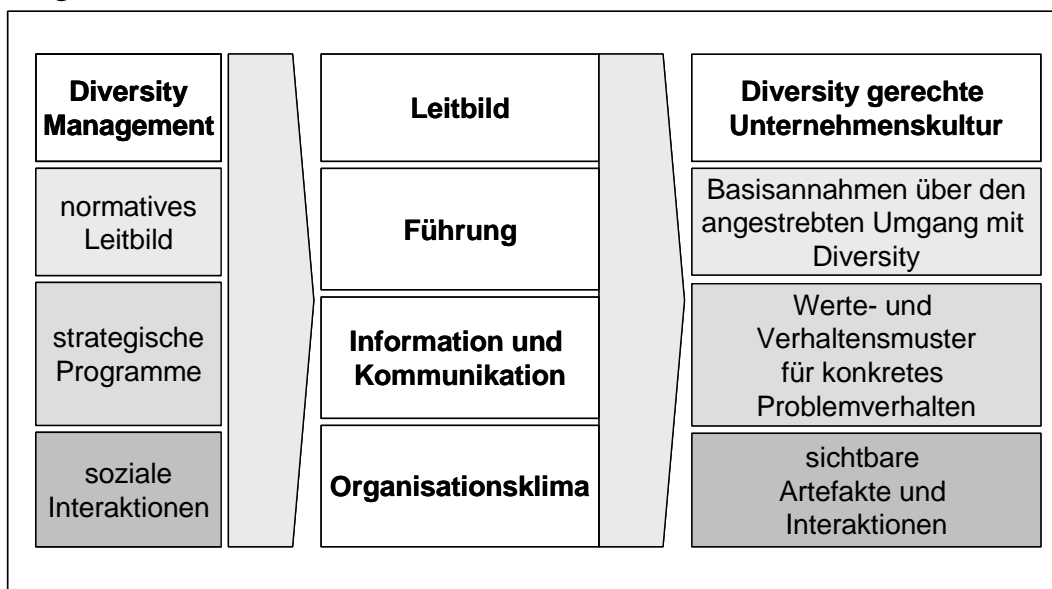 Diversity
Management
normatives
Leitbild
strategische
Programme
soziale
Interaktionen
Leitbild
Führung
Information und
Kommunikation
Organisationsklima
Diversity gerechte
Unternehmenskultur
Basisannahmen über den
angestrebten Umgang mit
Diversity
Werte- und
Verhaltensmuster
für konkretes
Problemverhalten
sichtbare
Artefakte und
Interaktionen